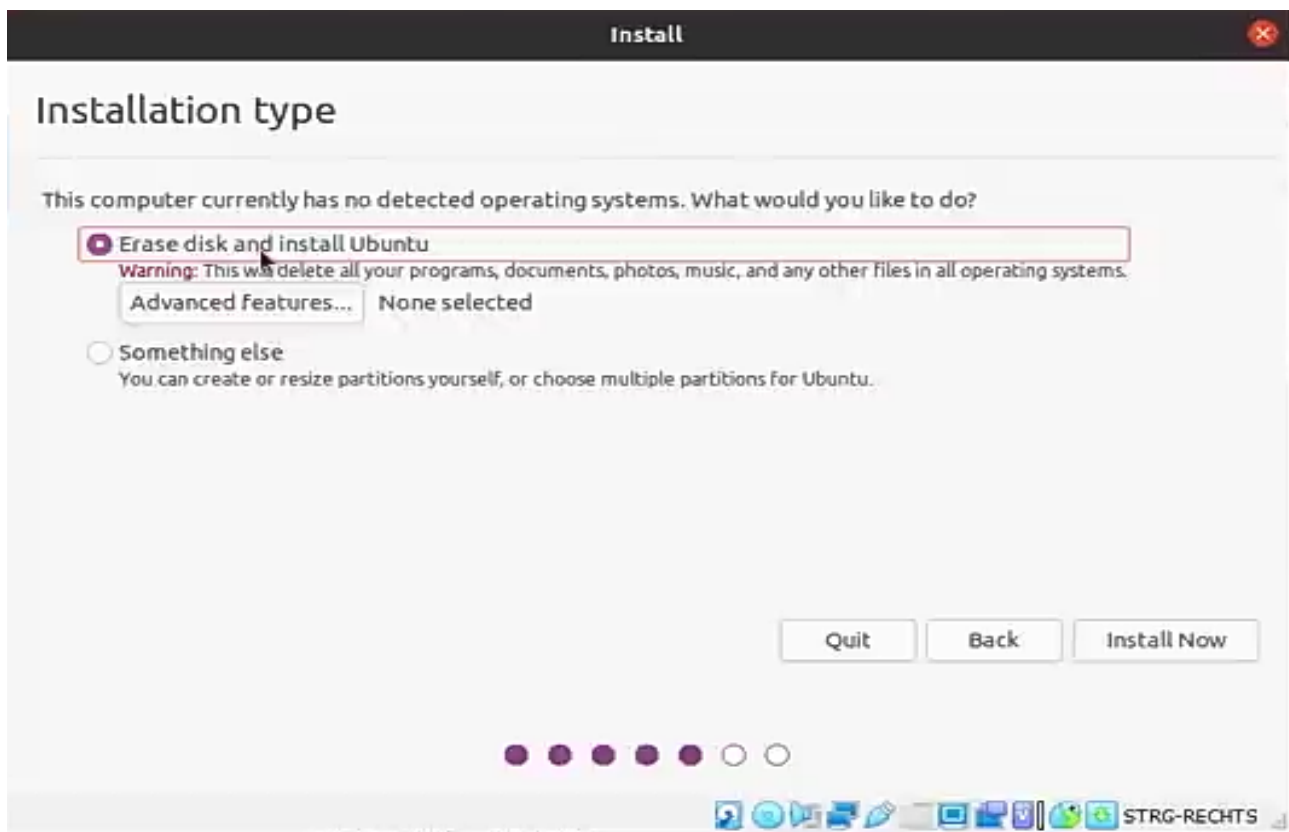 Install
Installation type
This computer currently has no detected operating systems. What would you like to do?
Erase disk and install Ubuntu
Warning: This will delete all your programs, documents, photos, music, and any other files in all operating systems.
Advanced features... None selected
Something else
You can create or resize partitions yourself, or choose multiple partitions for Ubuntu.
Quit Back Install Now
STRG-RECHTS